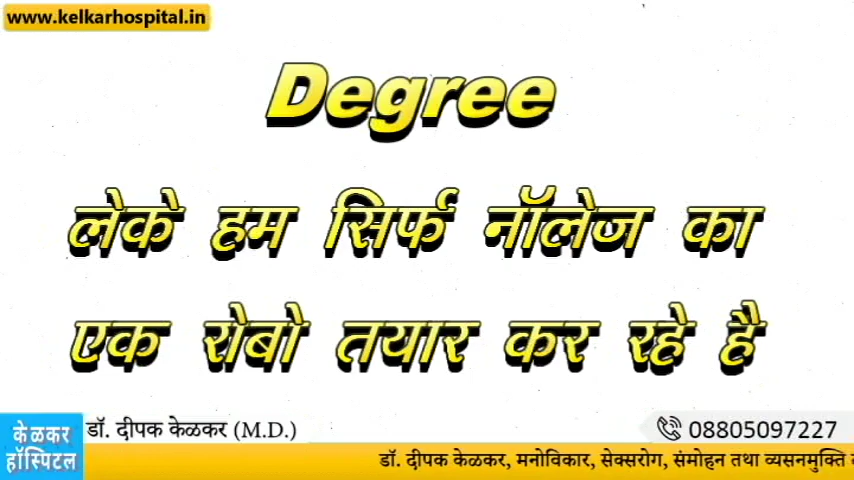 www.kelkarhospital.in
Degree
लेके हम सिर्फ नॉलेज का
एक रोबो तयार कर रहे है
केळकर
हॉस्पिटल
डॉ. दीपक केळकर (M.D.)
08805097227
डॉ. दीपक केळकर, मनोविकार, सेक्सरोग, संमोहन तथा व्यसनमुक्ति